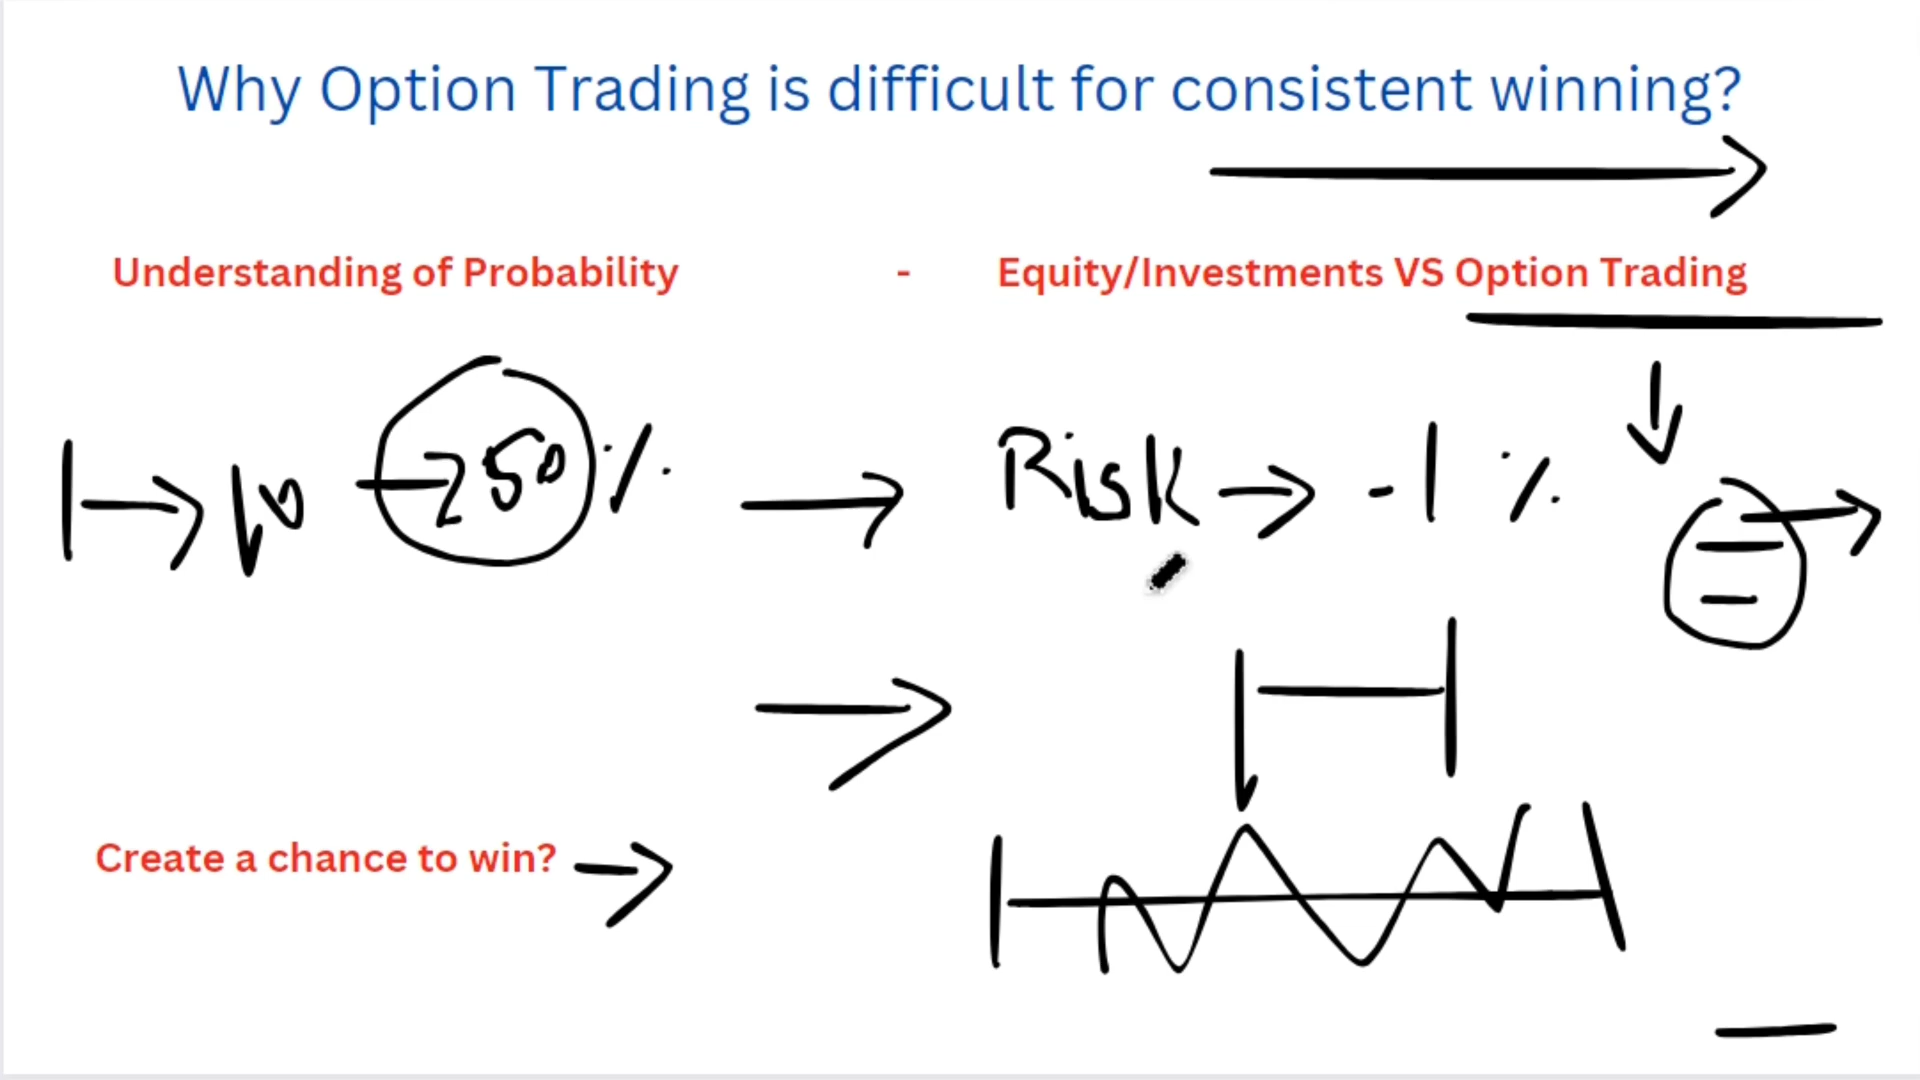 Why Option Trading is difficult for consistent winning?
Understanding of Probability - Equity/Investments VS Option Trading
1 → 10 → 250 % → Risk → -1 %
Create a chance to win?